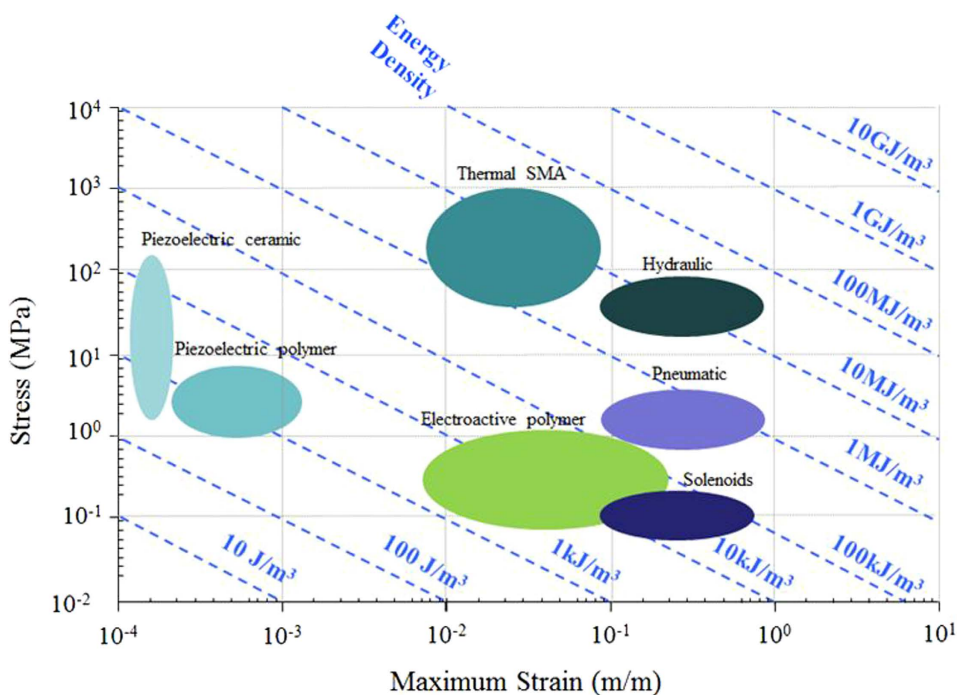 Energy
Density
10⁴
10³
10²
10¹
10⁰
10⁻¹
10⁻²
Stress (MPa)
Thermal SMA
Piezoelectric ceramic
Hydraulic
Piezoelectric polymer
Pneumatic
Electroactive polymer
Solenoids
10GJ/m³
1GJ/m³
100MJ/m³
10MJ/m³
1MJ/m³
100kJ/m³
10kJ/m³
1kJ/m³
100 J/m³
10 J/m³
10⁻⁴
10⁻³
10⁻²
10⁻¹
10⁰
10¹
Maximum Strain (m/m)